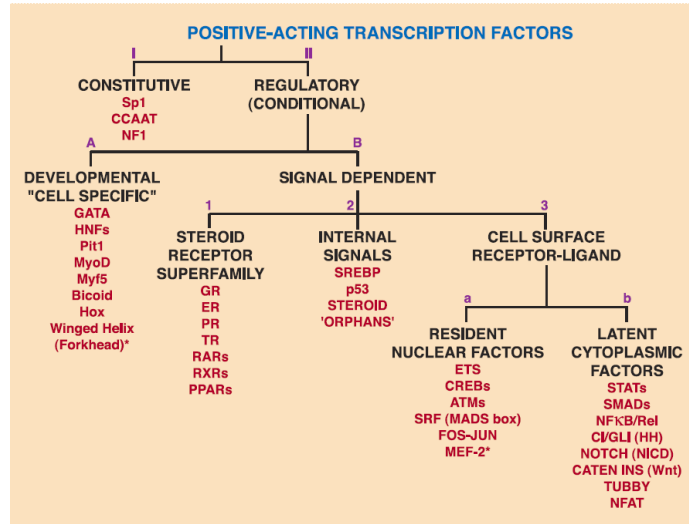 POSITIVE-ACTING TRANSCRIPTION FACTORS
I
II
CONSTITUTIVE
Sp1
CCAAT
NF1
REGULATORY
(CONDITIONAL)
A
B
DEVELOPMENTAL
"CELL SPECIFIC"
GATA
HNFs
Pit1
MyoD
Myf5
Bicoid
Hox
Winged Helix
(Forkhead)*
SIGNAL DEPENDENT
1
2
3
STEROID
RECEPTOR
SUPERFAMILY
GR
ER
PR
TR
RARs
RXRs
PPARs
INTERNAL
SIGNALS
SREBP
p53
STEROID
'ORPHANS'
CELL SURFACE
RECEPTOR-LIGAND
a
b
RESIDENT
NUCLEAR FACTORS
ETS
CREBs
ATMs
SRF (MADS box)
FOS-JUN
MEF-2*
LATENT
CYTOPLASMIC
FACTORS
STATs
SMADs
NFκB/Rel
CI/GLI (HH)
NOTCH (NICD)
CATEN INS (Wnt)
TUBBY
NFAT